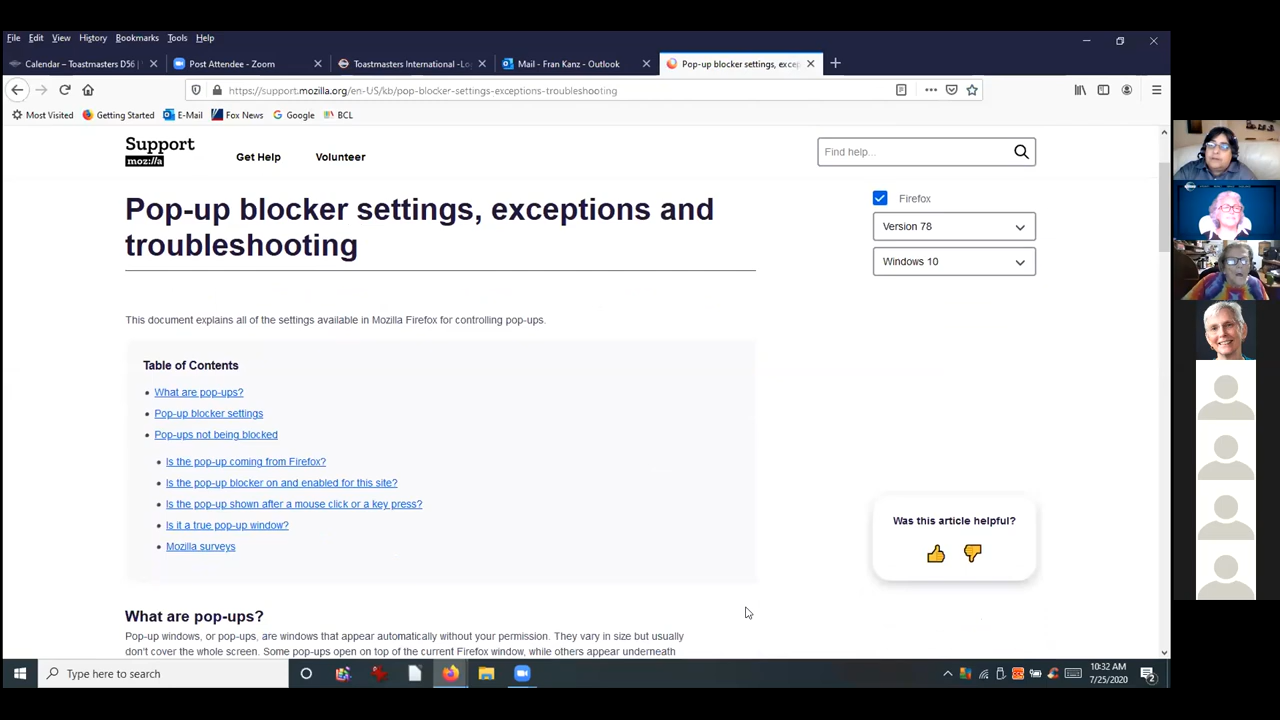 File Edit View History Bookmarks Tools Help
Calendar – Toastmasters D56 |
Post Attendee - Zoom
Toastmasters International -Lo
Mail - Fran Kanz - Outlook
Pop-up blocker settings, excep
https://support.mozilla.org/en-US/kb/pop-blocker-settings-exceptions-troubleshooting
Most Visited Getting Started E-Mail Fox News Google BCL
Support
moz://a
Get Help
Volunteer
Find help...
Pop-up blocker settings, exceptions and
troubleshooting
Firefox
Version 78
Windows 10
This document explains all of the settings available in Mozilla Firefox for controlling pop-ups.
Table of Contents
What are pop-ups?
Pop-up blocker settings
Pop-ups not being blocked
Is the pop-up coming from Firefox?
Is the pop-up blocker on and enabled for this site?
Is the pop-up shown after a mouse click or a key press?
Is it a true pop-up window?
Mozilla surveys
Was this article helpful?
What are pop-ups?
Pop-up windows, or pop-ups, are windows that appear automatically without your permission. They vary in size but usually
don't cover the whole screen. Some pop-ups open on top of the current Firefox window, while others appear underneath
Type here to search
10:32 AM
7/25/2020
2